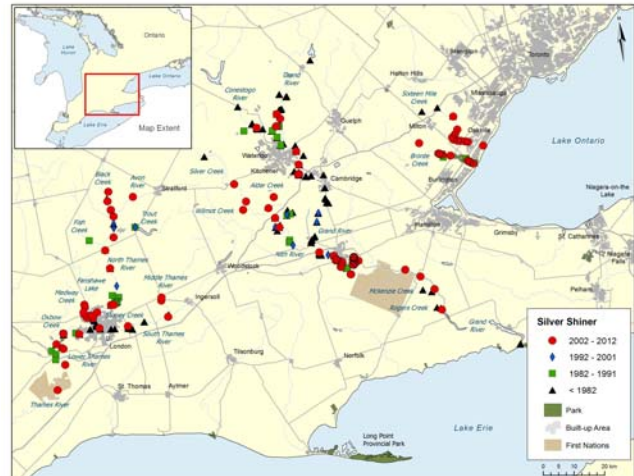 Lake Huron
Ontario
Lake Ontario
Lake Erie
Map Extent
Conestogo
River
Grand
River
Brampton
Toronto
Halton Hills
Mississauga
Sixteen Mile
Creek
Milton
Oakville
Guelph
Waterloo
Kitchener
Silver Creek
Alder Creek
Cambridge
Bronte
Creek
Burlington
Lake Ontario
Black
Creek
Avon
River
Stratford
Wilmot Creek
Trout
Creek
Fish
Creek
Hamilton
Niagara-on-the
Lake
Grimsby
St. Catharines
Niagara
Falls
Pelham
Grand River
Nith River
North Thames
River
Woodstock
Fanshawe
Lake
Middle Thames
River
Medway
Creek
Ingersoll
Oxbow
Creek
South Thames
River
London
Lower Thames
River
Thames
River
McKenzie Creek
Rogers Creek
Grand
River
Tillsonburg
Norfolk
St. Thomas
Aylmer
Long Point
Provincial Park
Lake Erie
N
Silver Shiner
2002 - 2012
1992 - 2001
1982 - 1991
< 1982
Park
Built-up Area
First Nations
0
5
10
20 km